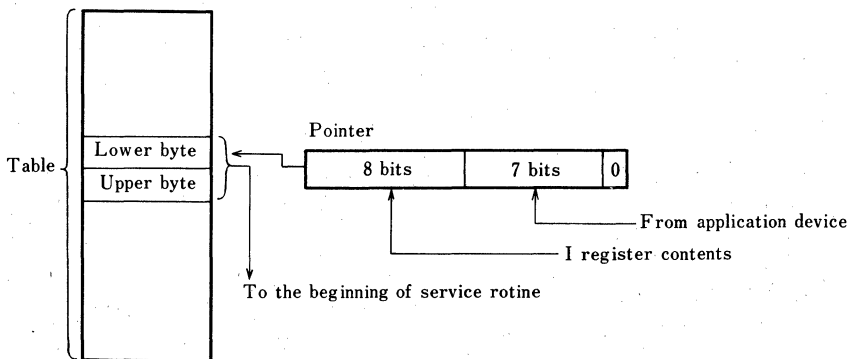 Pointer
Table
Lower byte
Upper byte
8 bits
7 bits
0
From application device
I register contents
To the beginning of service rotine